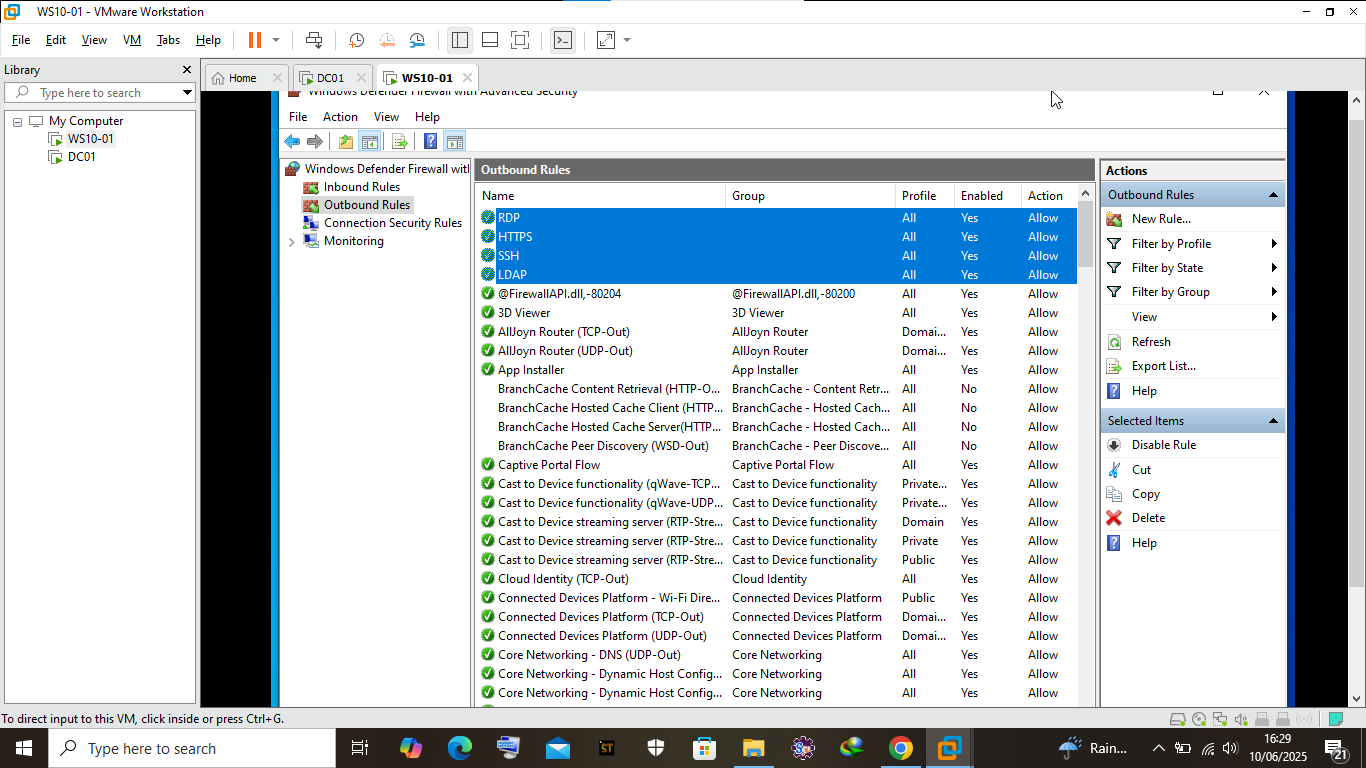 WS10-01 - VMware Workstation
File Edit View VM Tabs Help
Library
Type here to search
My Computer
WS10-01
DC01
Home DC01 WS10-01
Windows Defender Firewall with Advanced Security
File Action View Help
Windows Defender Firewall wit
Inbound Rules
Outbound Rules
Connection Security Rules
Monitoring
Outbound Rules
Name Group Profile Enabled Action
RDP All Yes Allow
HTTPS All Yes Allow
SSH All Yes Allow
LDAP All Yes Allow
@FirewallAPI.dll,-80204 @FirewallAPI.dll,-80200 All Yes Allow
3D Viewer 3D Viewer All Yes Allow
AllJoyn Router (TCP-Out) AllJoyn Router Domai... Yes Allow
AllJoyn Router (UDP-Out) AllJoyn Router Domai... Yes Allow
App Installer App Installer All Yes Allow
BranchCache Content Retrieval (HTTP-O... BranchCache - Content Retr... All No Allow
BranchCache Hosted Cache Client (HTTP... BranchCache - Hosted Cach... All No Allow
BranchCache Hosted Cache Server(HTTP... BranchCache - Hosted Cach... All No Allow
BranchCache Peer Discovery (WSD-Out) BranchCache - Peer Discove... All No Allow
Captive Portal Flow Captive Portal Flow All Yes Allow
Cast to Device functionality (qWave-TCP... Cast to Device functionality Private... Yes Allow
Cast to Device functionality (qWave-UDP... Cast to Device functionality Private... Yes Allow
Cast to Device streaming server (RTP-Stre... Cast to Device functionality Domain Yes Allow
Cast to Device streaming server (RTP-Stre... Cast to Device functionality Private Yes Allow
Cast to Device streaming server (RTP-Stre... Cast to Device functionality Public Yes Allow
Cloud Identity (TCP-Out) Cloud Identity All Yes Allow
Connected Devices Platform - Wi-Fi Dire... Connected Devices Platform Public Yes Allow
Connected Devices Platform (TCP-Out) Connected Devices Platform Domai... Yes Allow
Connected Devices Platform (UDP-Out) Connected Devices Platform Domai... Yes Allow
Core Networking - DNS (UDP-Out) Core Networking All Yes Allow
Core Networking - Dynamic Host Config... Core Networking All Yes Allow
Core Networking - Dynamic Host Config... Core Networking All Yes Allow
Actions
Outbound Rules
New Rule...
Filter by Profile
Filter by State
Filter by Group
View
Refresh
Export List...
Help
Selected Items
Disable Rule
Cut
Copy
Delete
Help
To direct input to this VM, click inside or press Ctrl+G.
Type here to search
ST
Rain...
16:29
10/06/2025
21